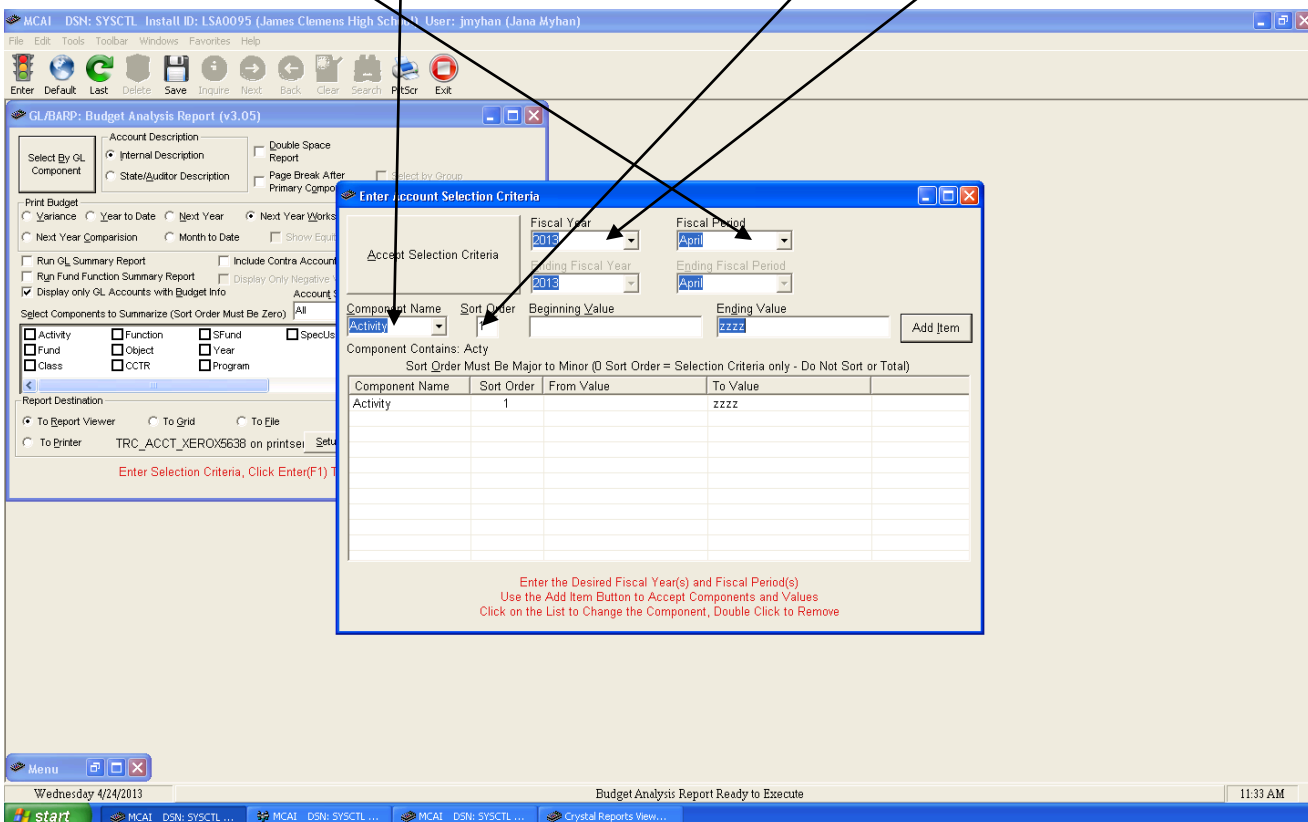 MCAI DSN: SYSCTL Install ID: LSA0095 (James Clemens High School) User: jmyhan (Jana Myhan)
File Edit Tools Toolbar Windows Favorites Help
Enter Default Last Delete Save Inquire Next Back Clear Search PrtScr Exit
GL/BARP: Budget Analysis Report (v3.05)
Select By GL Component
Account Description
Internal Description
State/Auditor Description
Double Space Report
Page Break After Primary Compo
Select by Group
Print Budget
Variance Year to Date Next Year Next Year Works
Next Year Comparision Month to Date Show Equi
Run GL Summary Report Include Contra Account
Run Fund Function Summary Report Display Only Negative
Display only GL Accounts with Budget Info Account S
Select Components to Summarize (Sort Order Must Be Zero) All
Activity Function SFund SpecUs
Fund Object Year
Class CCTR Program
Report Destination
To Report Viewer To Grid To File
To Printer TRC_ACCT_XEROX5638 on printser Setu
Enter Selection Criteria, Click Enter(F1) T
Enter Account Selection Criteria
Accept Selection Criteria
Fiscal Year Fiscal Period
2013 April
Ending Fiscal Year Ending Fiscal Period
2013 April
Component Name Sort Order Beginning Value Ending Value
Activity zzzz Add Item
Component Contains: Acty
Sort Order Must Be Major to Minor (0 Sort Order = Selection Criteria only - Do Not Sort or Total)
Component Name Sort Order From Value To Value
Activity 1 zzzz
Enter the Desired Fiscal Year(s) and Fiscal Period(s)
Use the Add Item Button to Accept Components and Values
Click on the List to Change the Component, Double Click to Remove
Menu
Wednesday 4/24/2013 Budget Analysis Report Ready to Execute 11:33 AM
start MCAI DSN: SYSCTL ... MCAI DSN: SYSCTL ... MCAI DSN: SYSCTL ... Crystal Reports View...